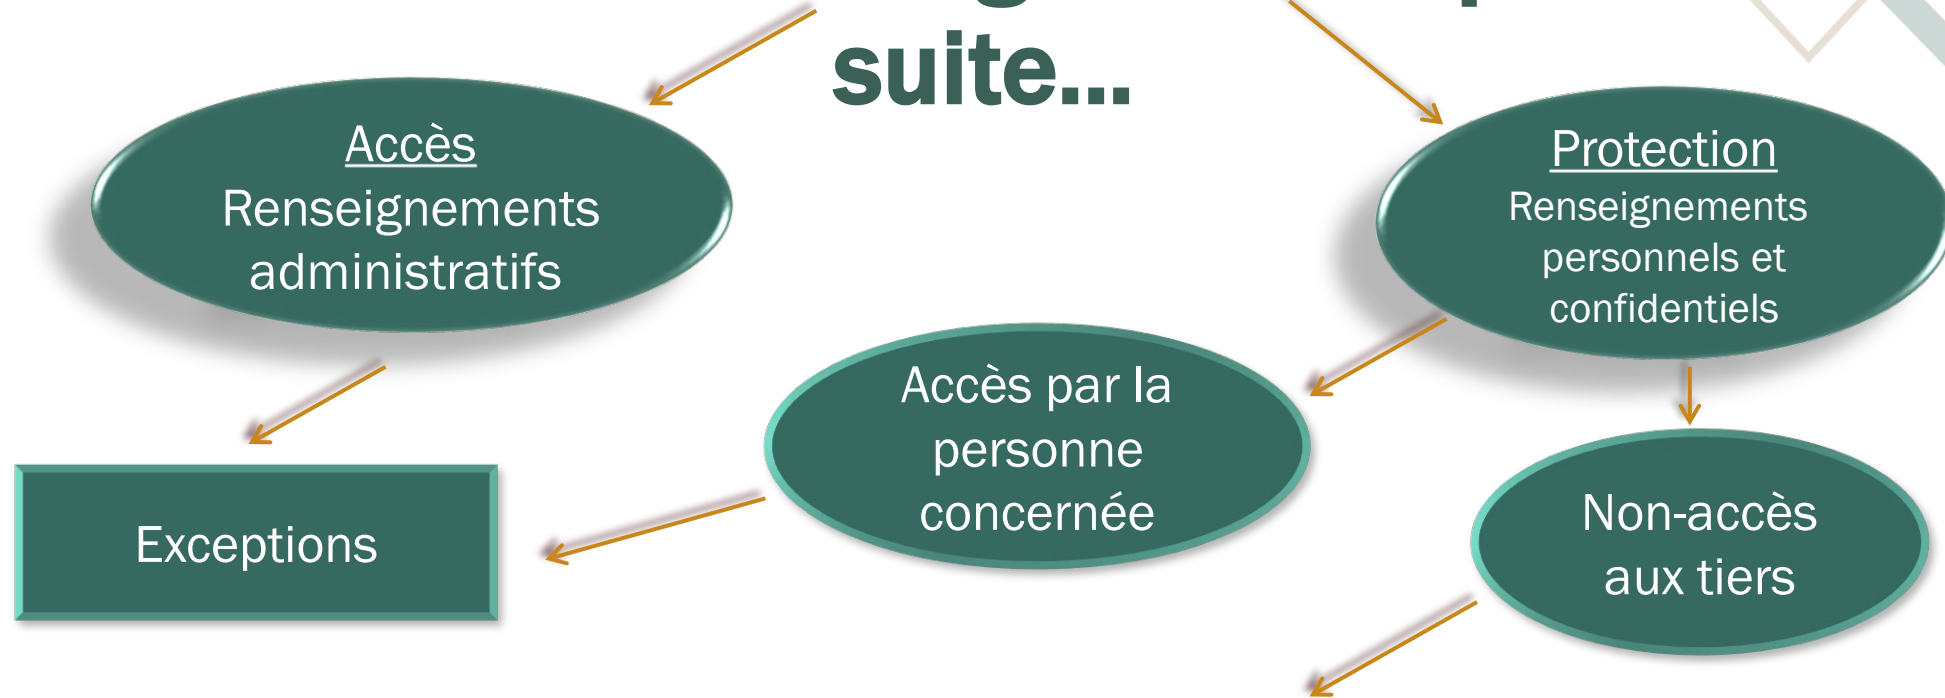 suite...
Accès
Renseignements
administratifs
Protection
Renseignements
personnels et
confidentiels
Accès par la
personne
concernée
Exceptions
Non-accès
aux tiers